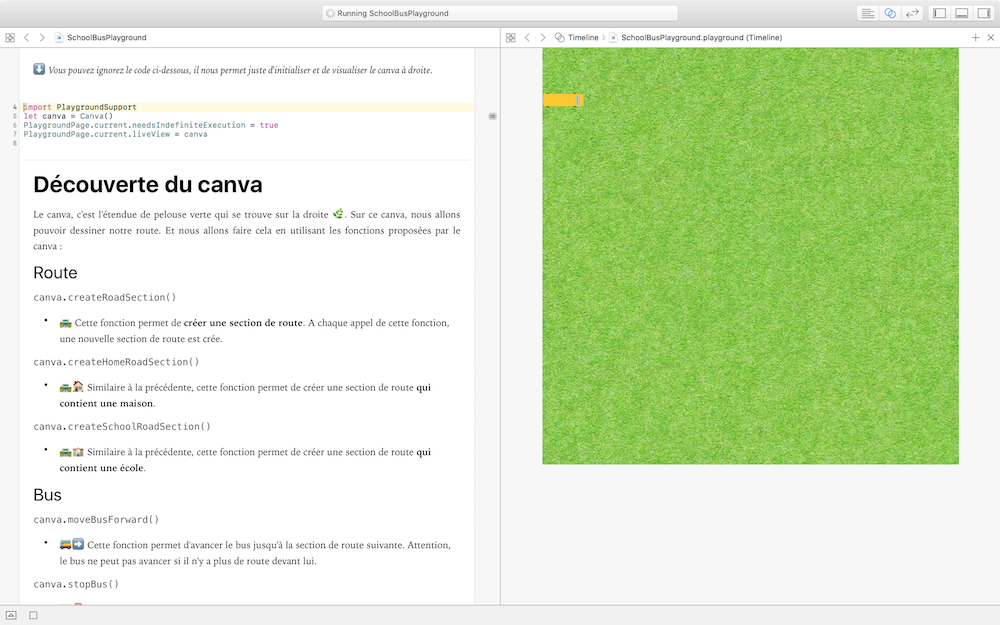 Running SchoolBusPlayground
SchoolBusPlayground
Timeline
SchoolBusPlayground.playground (Timeline)
Vous pouvez ignorez le code ci-dessous, il nous permet juste d'initialiser et de visualiser le canva à droite.
4 import PlaygroundSupport
5 let canva = Canva()
6 PlaygroundPage.current.needsIndefiniteExecution = true
7 PlaygroundPage.current.liveView = canva
8
Découverte du canva
Le canva, c'est l'étendue de pelouse verte qui se trouve sur la droite 🌿. Sur ce canva, nous allons
pouvoir dessiner notre route. Et nous allons faire cela en utilisant les fonctions proposées par le
canva :
Route
canva.createRoadSection()
• Cette fonction permet de créer une section de route. A chaque appel de cette fonction,
une nouvelle section de route est crée.
canva.createHomeRoadSection()
• Similaire à la précédente, cette fonction permet de créer une section de route qui
contient une maison.
canva.createSchoolRoadSection()
• Similaire à la précédente, cette fonction permet de créer une section de route qui
contient une école.
Bus
canva.moveBusForward()
• Cette fonction permet d'avancer le bus jusqu'à la section de route suivante. Attention,
le bus ne peut pas avancer si il n'y a plus de route devant lui.
canva.stopBus()